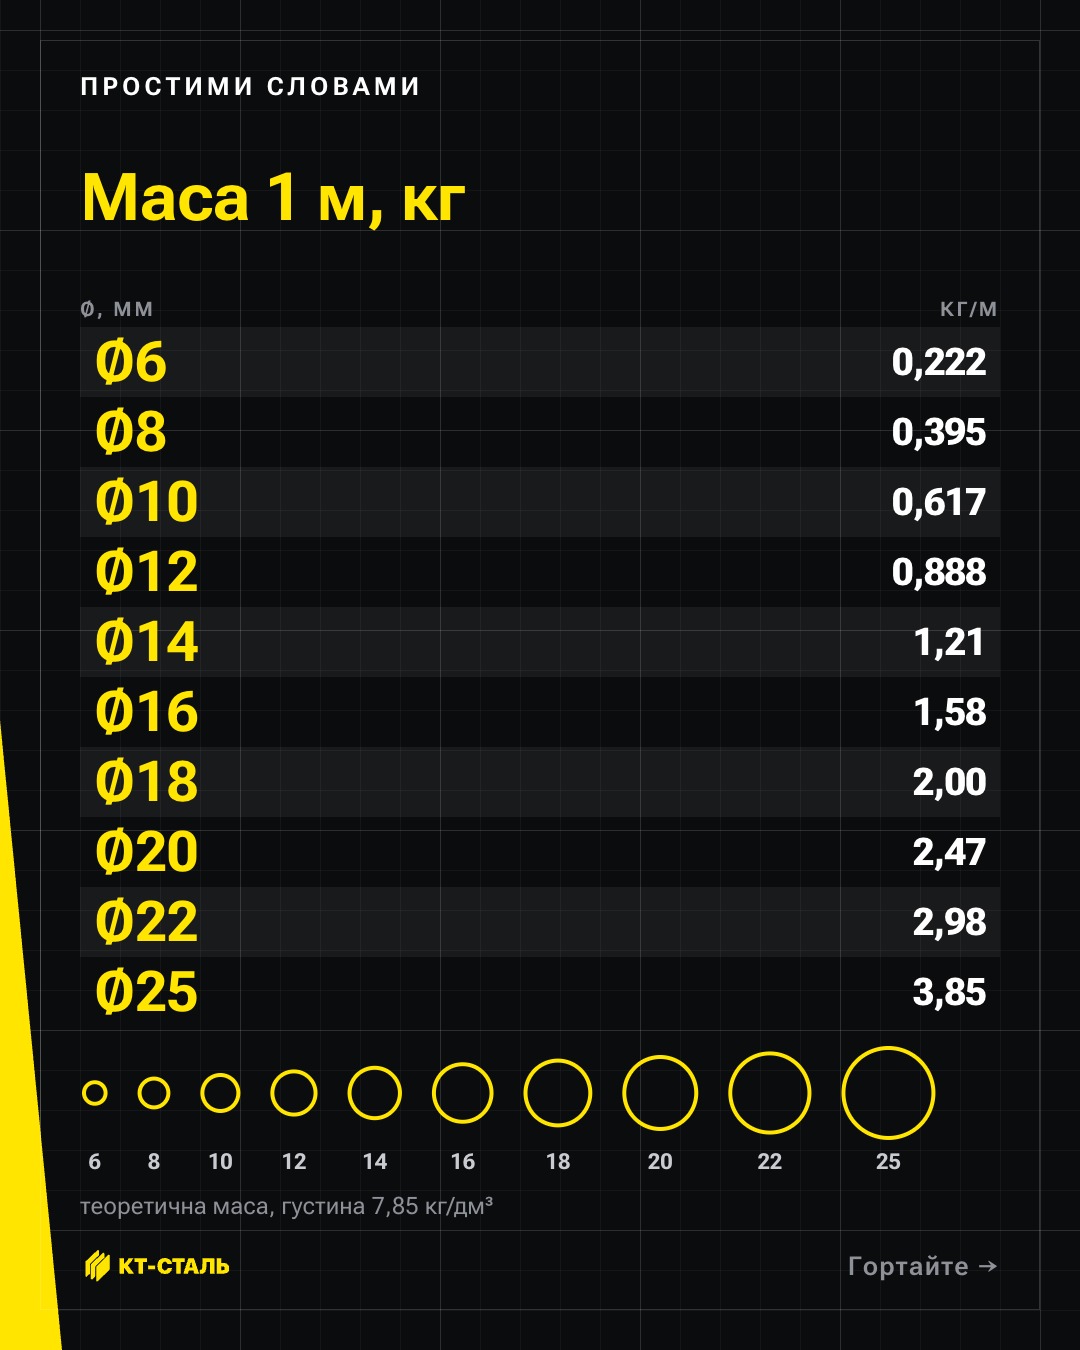 ПРОСТИМИ СЛОВАМИ
Маса 1 м, кг
Ø, ММ КГ/М
Ø6 0,222
Ø8 0,395
Ø10 0,617
Ø12 0,888
Ø14 1,21
Ø16 1,58
Ø18 2,00
Ø20 2,47
Ø22 2,98
Ø25 3,85
6 8 10 12 14 16 18 20 22 25
теоретична маса, густина 7,85 кг/дм³
КТ-СТАЛЬ Гортайте →